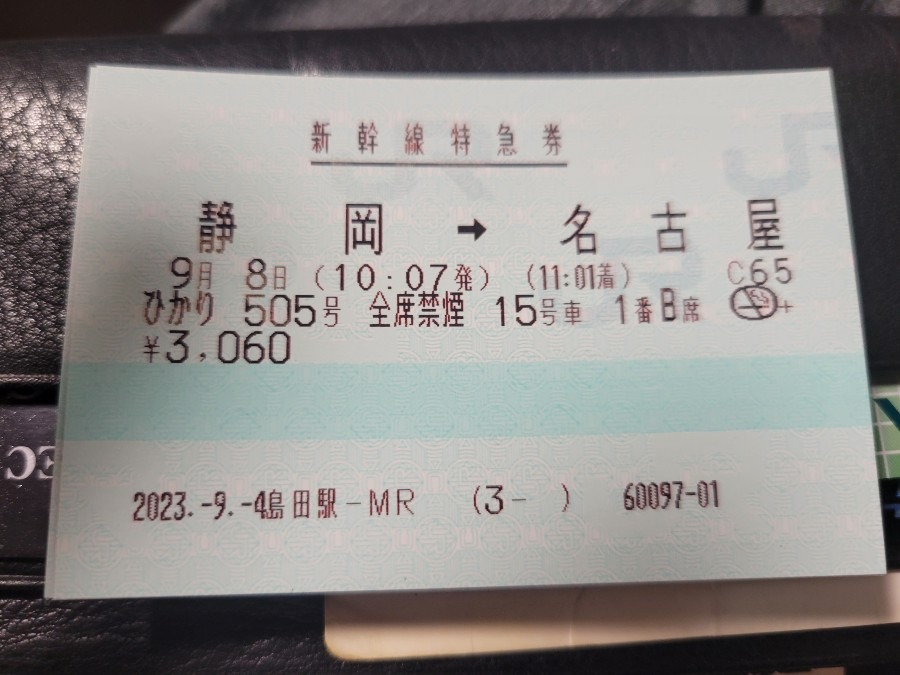 新幹線特急券
静岡 → 名古屋
9月 8日 (10:07発) (11:01着) C65
ひかり 505号 全席禁煙 15号車 1番B席
¥3,060
2023.-9.-4島田駅-MR (3- ) 60097-01